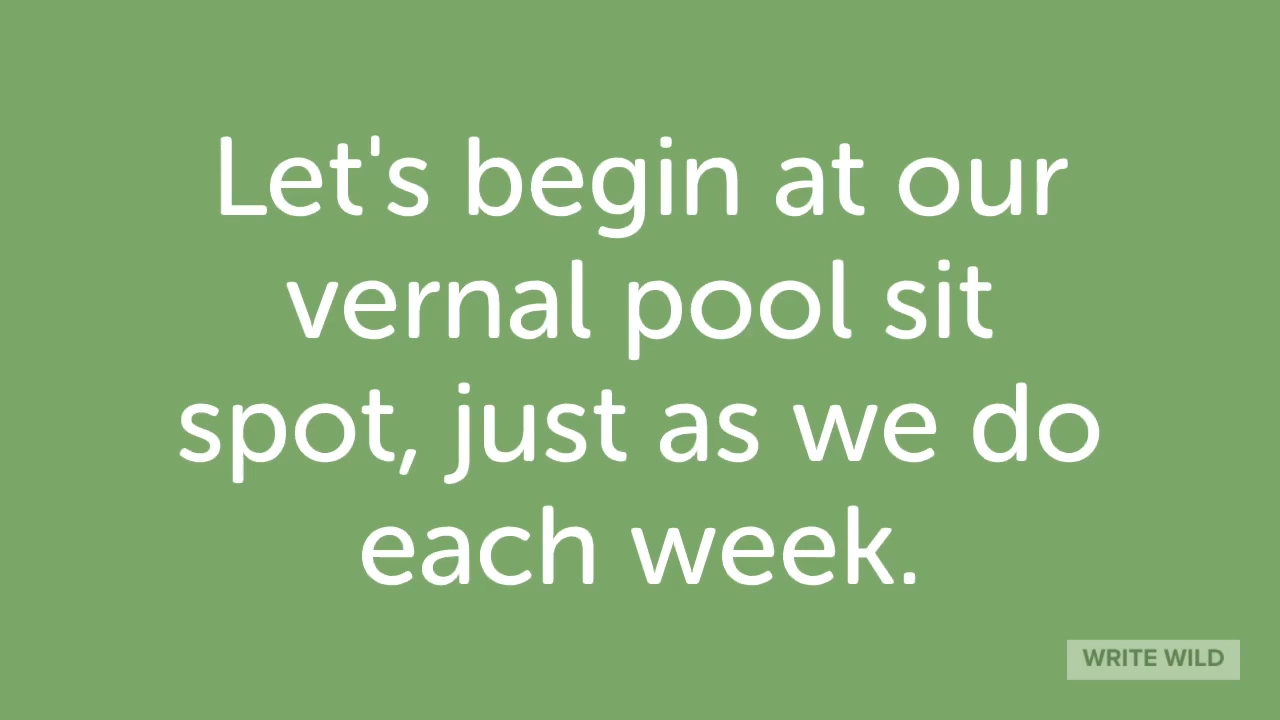 Let's begin at our
vernal pool sit
spot, just as we do
each week.
WRITE WILD